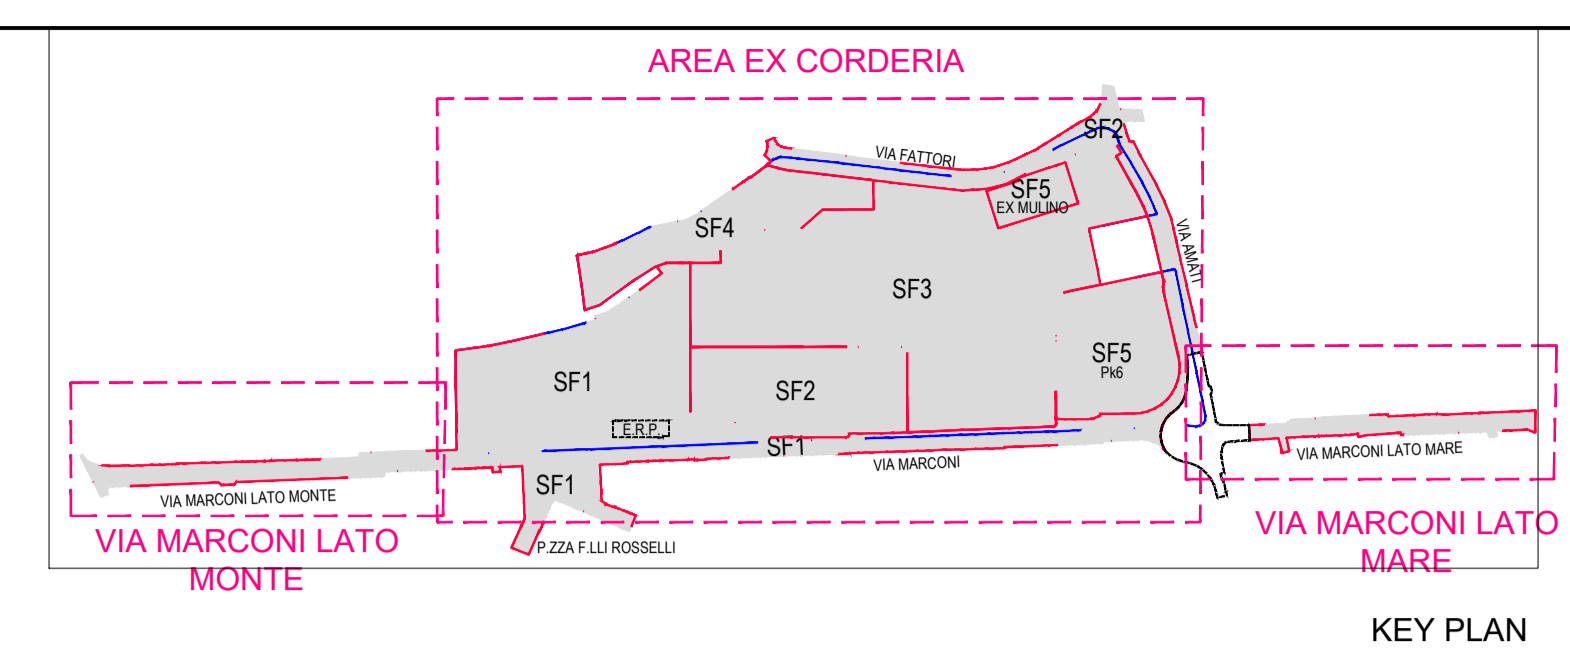 AREA EX CORDERIA
SF2
VIA FATTORI
SF5
EX MULINO
SF4
VIA AMATI
SF3
SF5
Pk6
SF1
SF2
E.R.P.
SF1
VIA MARCONI
VIA MARCONI LATO MARE
SF1
VIA MARCONI LATO MONTE
P.ZZA F.LLI ROSSELLI
VIA MARCONI LATO
MONTE
VIA MARCONI LATO
MARE
KEY PLAN